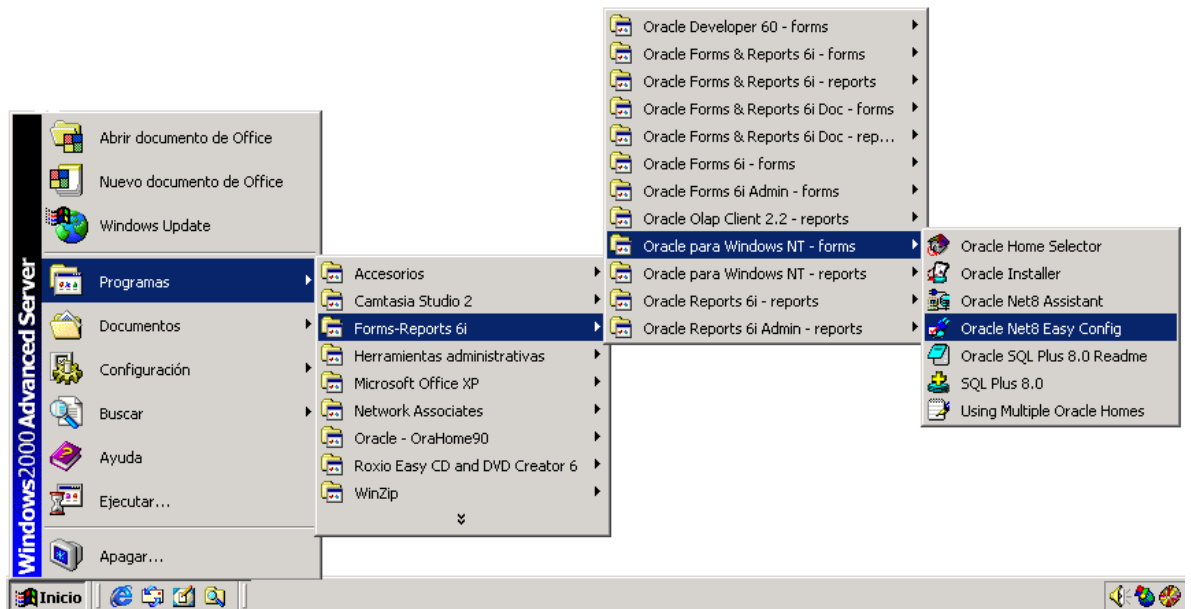 Abrir documento de Office
Nuevo documento de Office
Windows Update
Programas
Documentos
Configuración
Buscar
Ayuda
Ejecutar...
Apagar...
Windows2000 Advanced Server
Inicio
Accesorios
Camtasia Studio 2
Forms-Reports 6i
Herramientas administrativas
Microsoft Office XP
Network Associates
Oracle - OraHome90
Roxio Easy CD and DVD Creator 6
WinZip
Oracle Developer 60 - forms
Oracle Forms & Reports 6i - forms
Oracle Forms & Reports 6i - reports
Oracle Forms & Reports 6i Doc - forms
Oracle Forms & Reports 6i Doc - rep...
Oracle Forms 6i - forms
Oracle Forms 6i Admin - forms
Oracle Olap Client 2.2 - reports
Oracle para Windows NT - forms
Oracle para Windows NT - reports
Oracle Reports 6i - reports
Oracle Reports 6i Admin - reports
Oracle Home Selector
Oracle Installer
Oracle Net8 Assistant
Oracle Net8 Easy Config
Oracle SQL Plus 8.0 Readme
SQL Plus 8.0
Using Multiple Oracle Homes